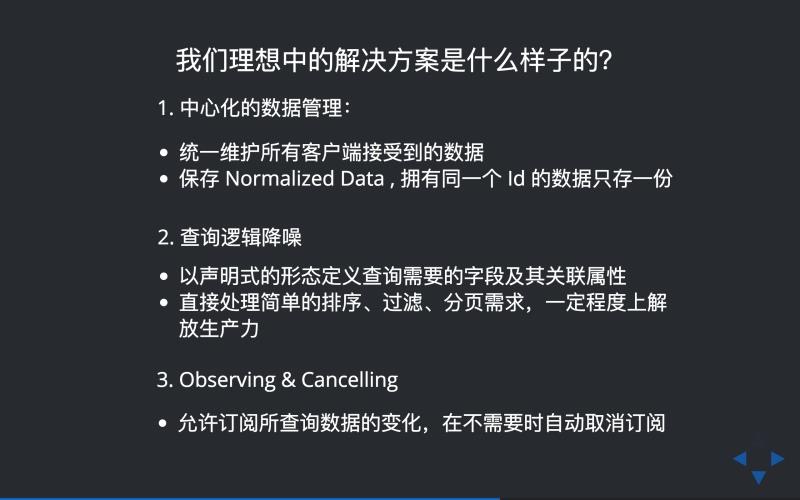 我们理想中的解决方案是什么样子的？
1. 中心化的数据管理：
• 统一维护所有客户端接受到的数据
• 保存 Normalized Data , 拥有同一个 Id 的数据只存一份
2. 查询逻辑降噪
• 以声明式的形态定义查询需要的字段及其关联属性
• 直接处理简单的排序、过滤、分页需求，一定程度上解
放生产力
3. Observing & Cancelling
• 允许订阅所查询数据的变化，在不需要时自动取消订阅